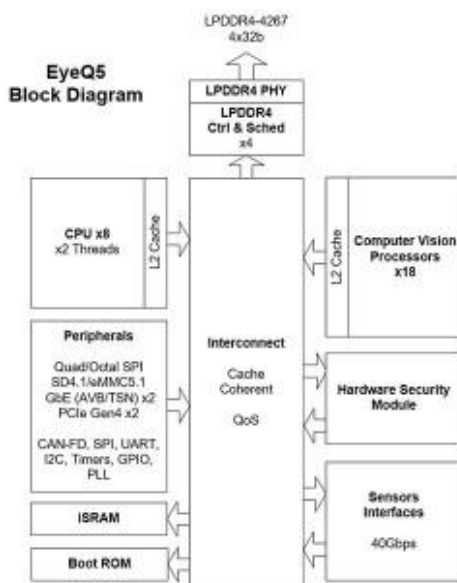 LPDDR4-4267
4x32b
EyeQ5
Block Diagram
LPDDR4 PHY
LPDDR4
Ctrl & Sched
x4
CPU x8
x2 Threads
L2 Cache
L2 Cache
Computer Vision
Processors
x18
Peripherals
Quad/Octal SPI
SD4.1/eMMC5.1
GbE (AVB/TSN) x2
PCIe Gen4 x2
CAN-FD, SPI, UART,
I2C, Timers, GPIO,
PLL
Interconnect
Cache
Coherent
QoS
Hardware Security
Module
Sensors
Interfaces
40Gbps
iSRAM
Boot ROM